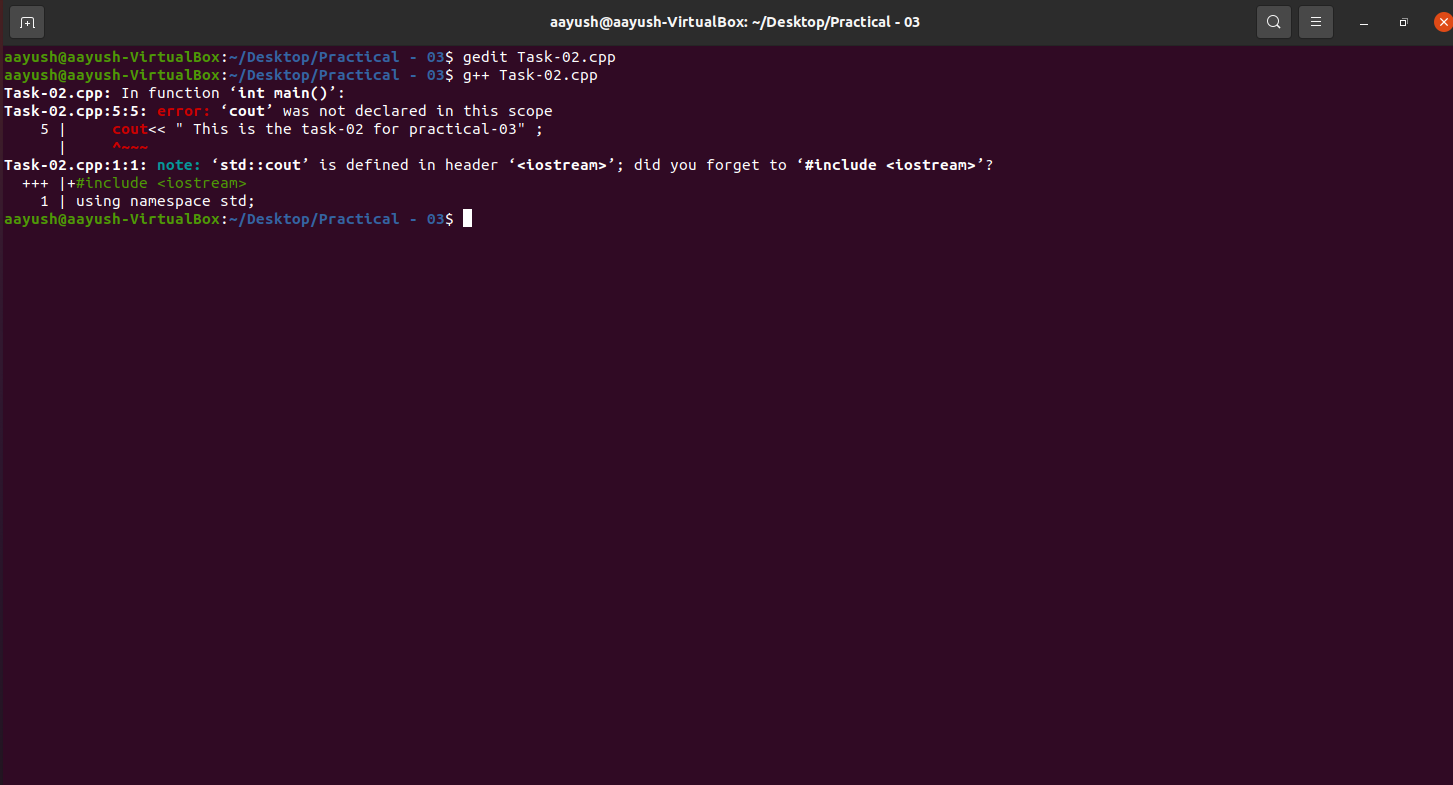 aayush@aayush-VirtualBox: ~/Desktop/Practical - 03
aayush@aayush-VirtualBox:~/Desktop/Practical - 03$ gedit Task-02.cpp
aayush@aayush-VirtualBox:~/Desktop/Practical - 03$ g++ Task-02.cpp
Task-02.cpp: In function ‘int main()’:
Task-02.cpp:5:5: error: ‘cout’ was not declared in this scope
    5 |     cout<< " This is the task-02 for practical-03" ;
      |     ^~~~
Task-02.cpp:1:1: note: ‘std::cout’ is defined in header ‘<iostream>’; did you forget to ‘#include <iostream>’?
  +++ |+#include <iostream>
    1 | using namespace std;
aayush@aayush-VirtualBox:~/Desktop/Practical - 03$